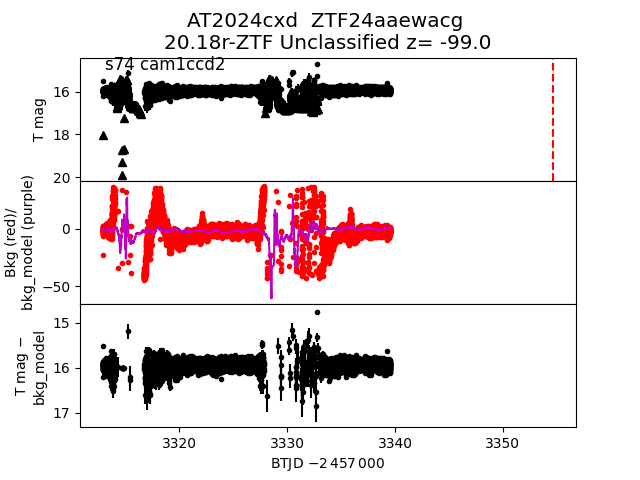 AT2024cxd  ZTF24aaewacg
20.18r-ZTF Unclassified z= -99.0
s74 cam1ccd2
T mag
16
18
20
Bkg (red)/
bkg_model (purple)
0
−50
T mag −
bkg_model
15
16
17
3320
3330
3340
3350
BTJD −2 457 000